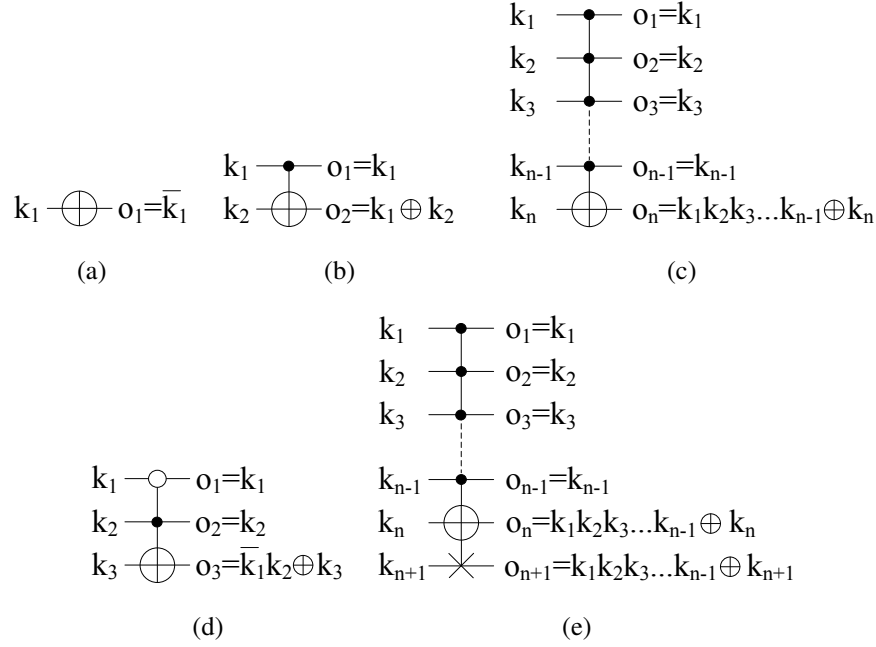 k₁ o₁=k̅₁
(a)
k₁ o₁=k₁
k₂ o₂=k₁⊕k₂
(b)
k₁ o₁=k₁
k₂ o₂=k₂
k₃ o₃=k₃
kₙ₋₁ oₙ₋₁=kₙ₋₁
kₙ oₙ=k₁k₂k₃...kₙ₋₁⊕kₙ
(c)
k₁ o₁=k₁
k₂ o₂=k₂
k₃ o₃=k̅₁k₂⊕k₃
(d)
k₁ o₁=k₁
k₂ o₂=k₂
k₃ o₃=k₃
kₙ₋₁ oₙ₋₁=kₙ₋₁
kₙ oₙ=k₁k₂k₃...kₙ₋₁⊕kₙ
kₙ₊₁ oₙ₊₁=k₁k₂k₃...kₙ₋₁⊕kₙ₊₁
(e)